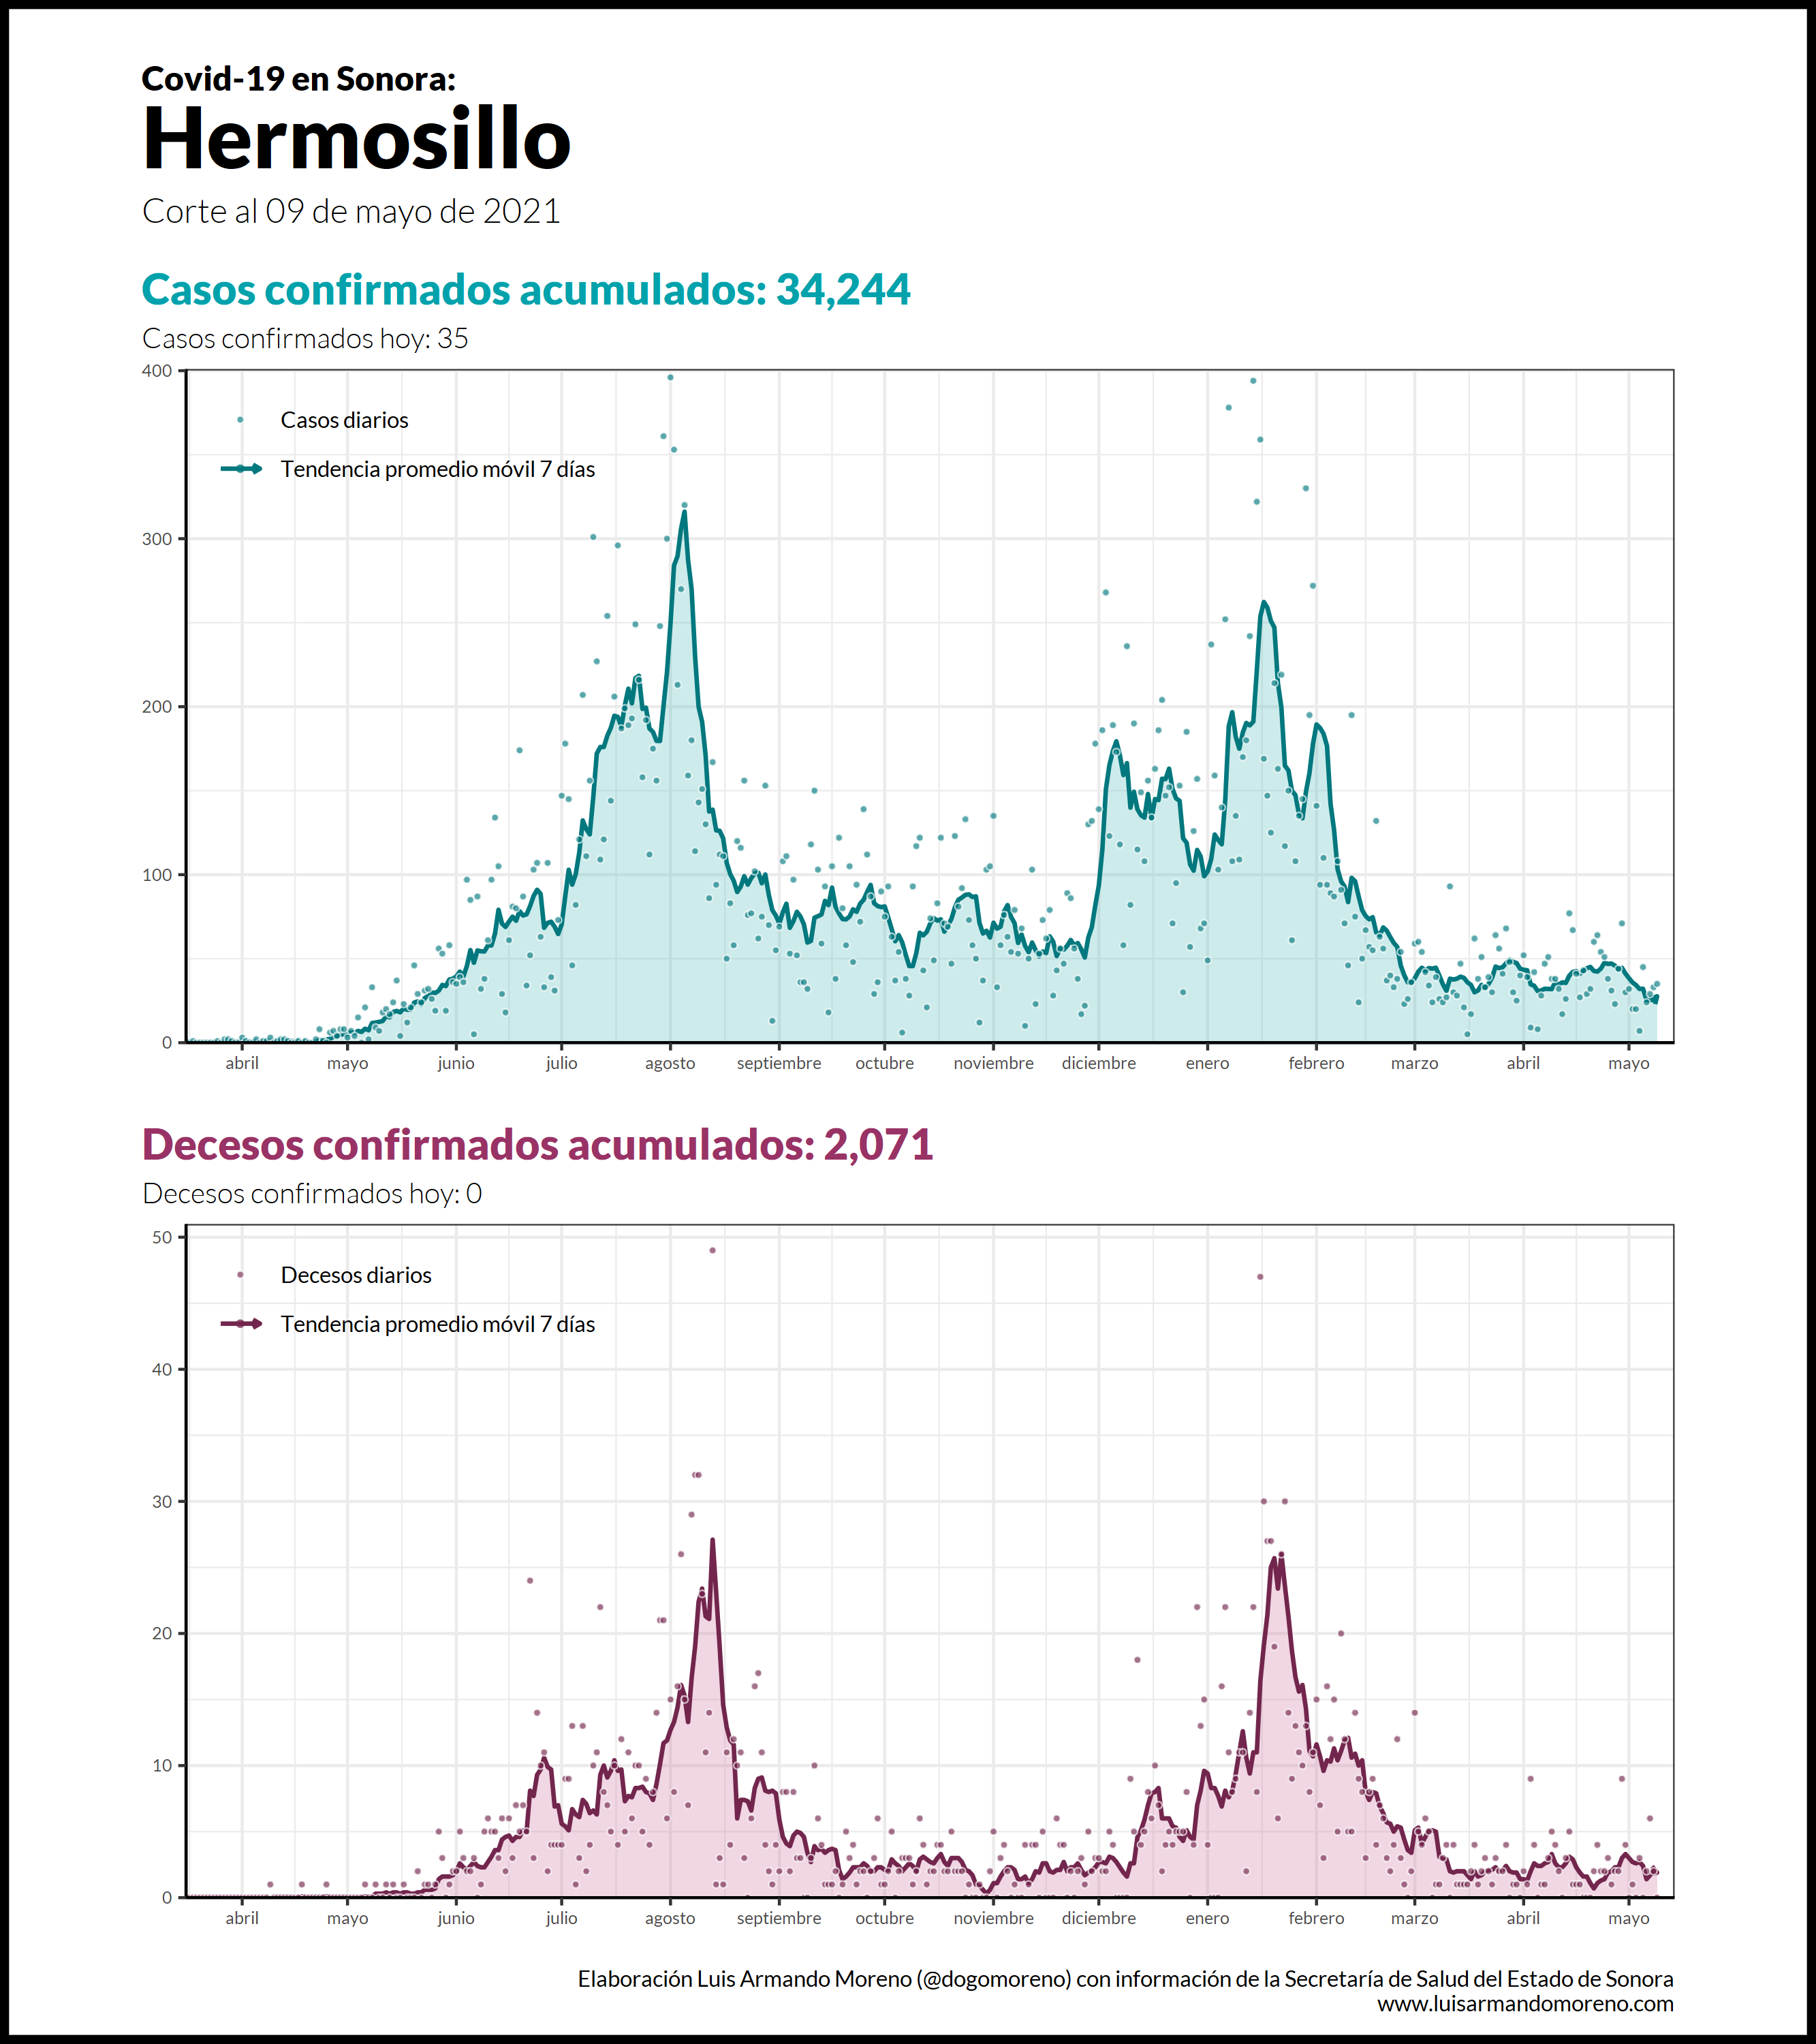 Covid-19 en Sonora:
Hermosillo
Corte al 09 de mayo de 2021
Casos confirmados acumulados: 34,244
Casos confirmados hoy: 35
400
300
200
100
0
Casos diarios
Tendencia promedio móvil 7 días
abril mayo junio julio agosto septiembre octubre noviembre diciembre enero febrero marzo abril mayo
Decesos confirmados acumulados: 2,071
Decesos confirmados hoy: 0
50
40
30
20
10
0
Decesos diarios
Tendencia promedio móvil 7 días
abril mayo junio julio agosto septiembre octubre noviembre diciembre enero febrero marzo abril mayo
Elaboración Luis Armando Moreno (@dogomoreno) con información de la Secretaría de Salud del Estado de Sonora
www.luisarmandomoreno.com